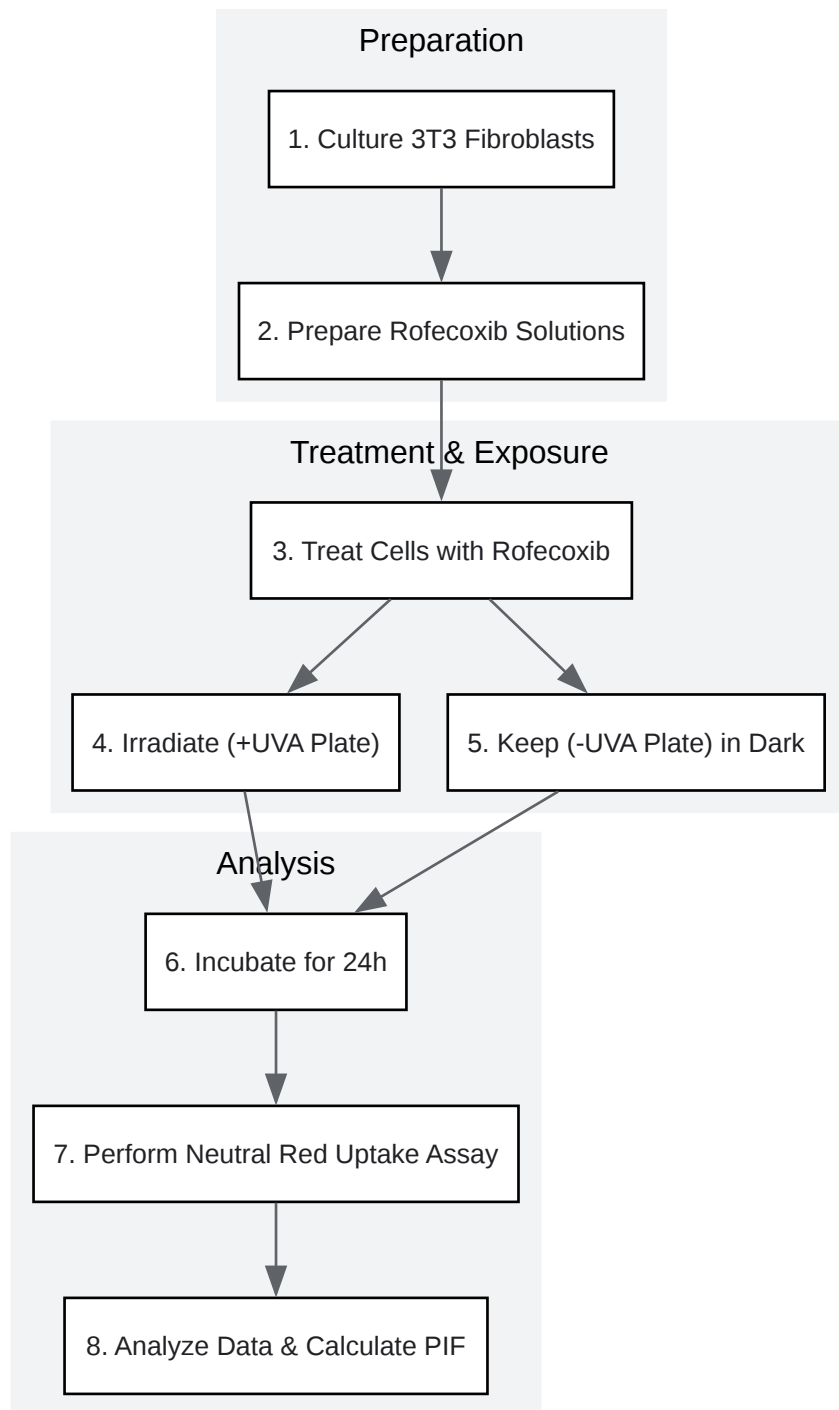 Preparation
1. Culture 3T3 Fibroblasts
2. Prepare Rofecoxib Solutions
Treatment & Exposure
3. Treat Cells with Rofecoxib
4. Irradiate (+UVA Plate)
5. Keep (-UVA Plate) in Dark
Analysis
6. Incubate for 24h
7. Perform Neutral Red Uptake Assay
8. Analyze Data & Calculate PIF